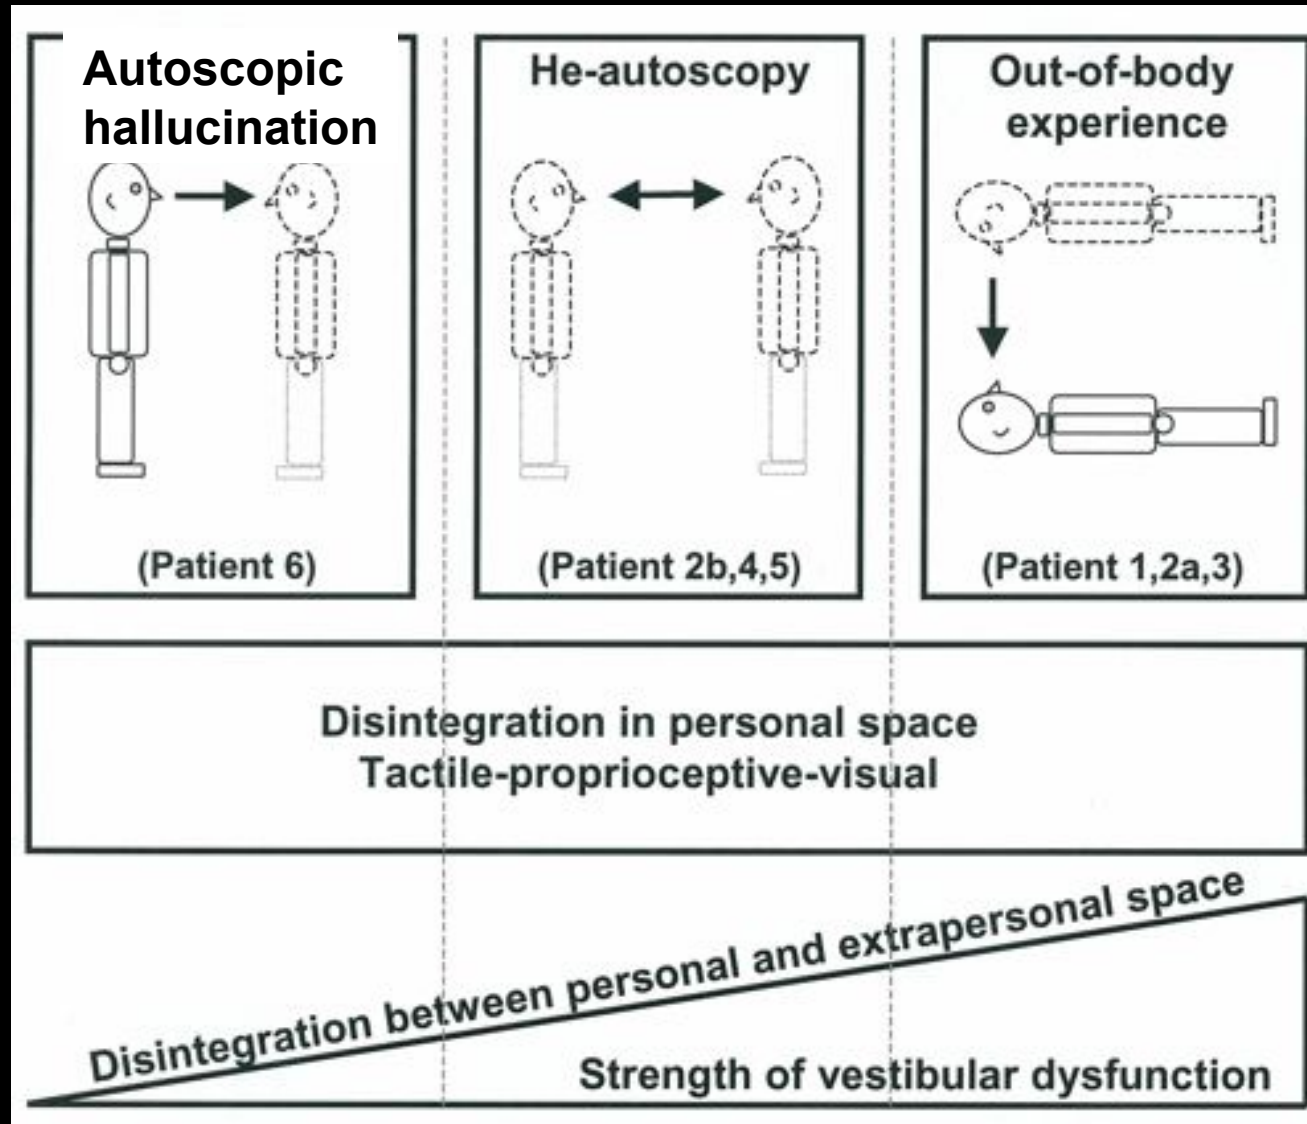 Autoscopic
hallucination
(Patient 6)
He-autoscopy
(Patient 2b,4,5)
Out-of-body
experience
(Patient 1,2a,3)
Disintegration in personal space
Tactile-proprioceptive-visual
Disintegration between personal and extrapersonal space
Strength of vestibular dysfunction